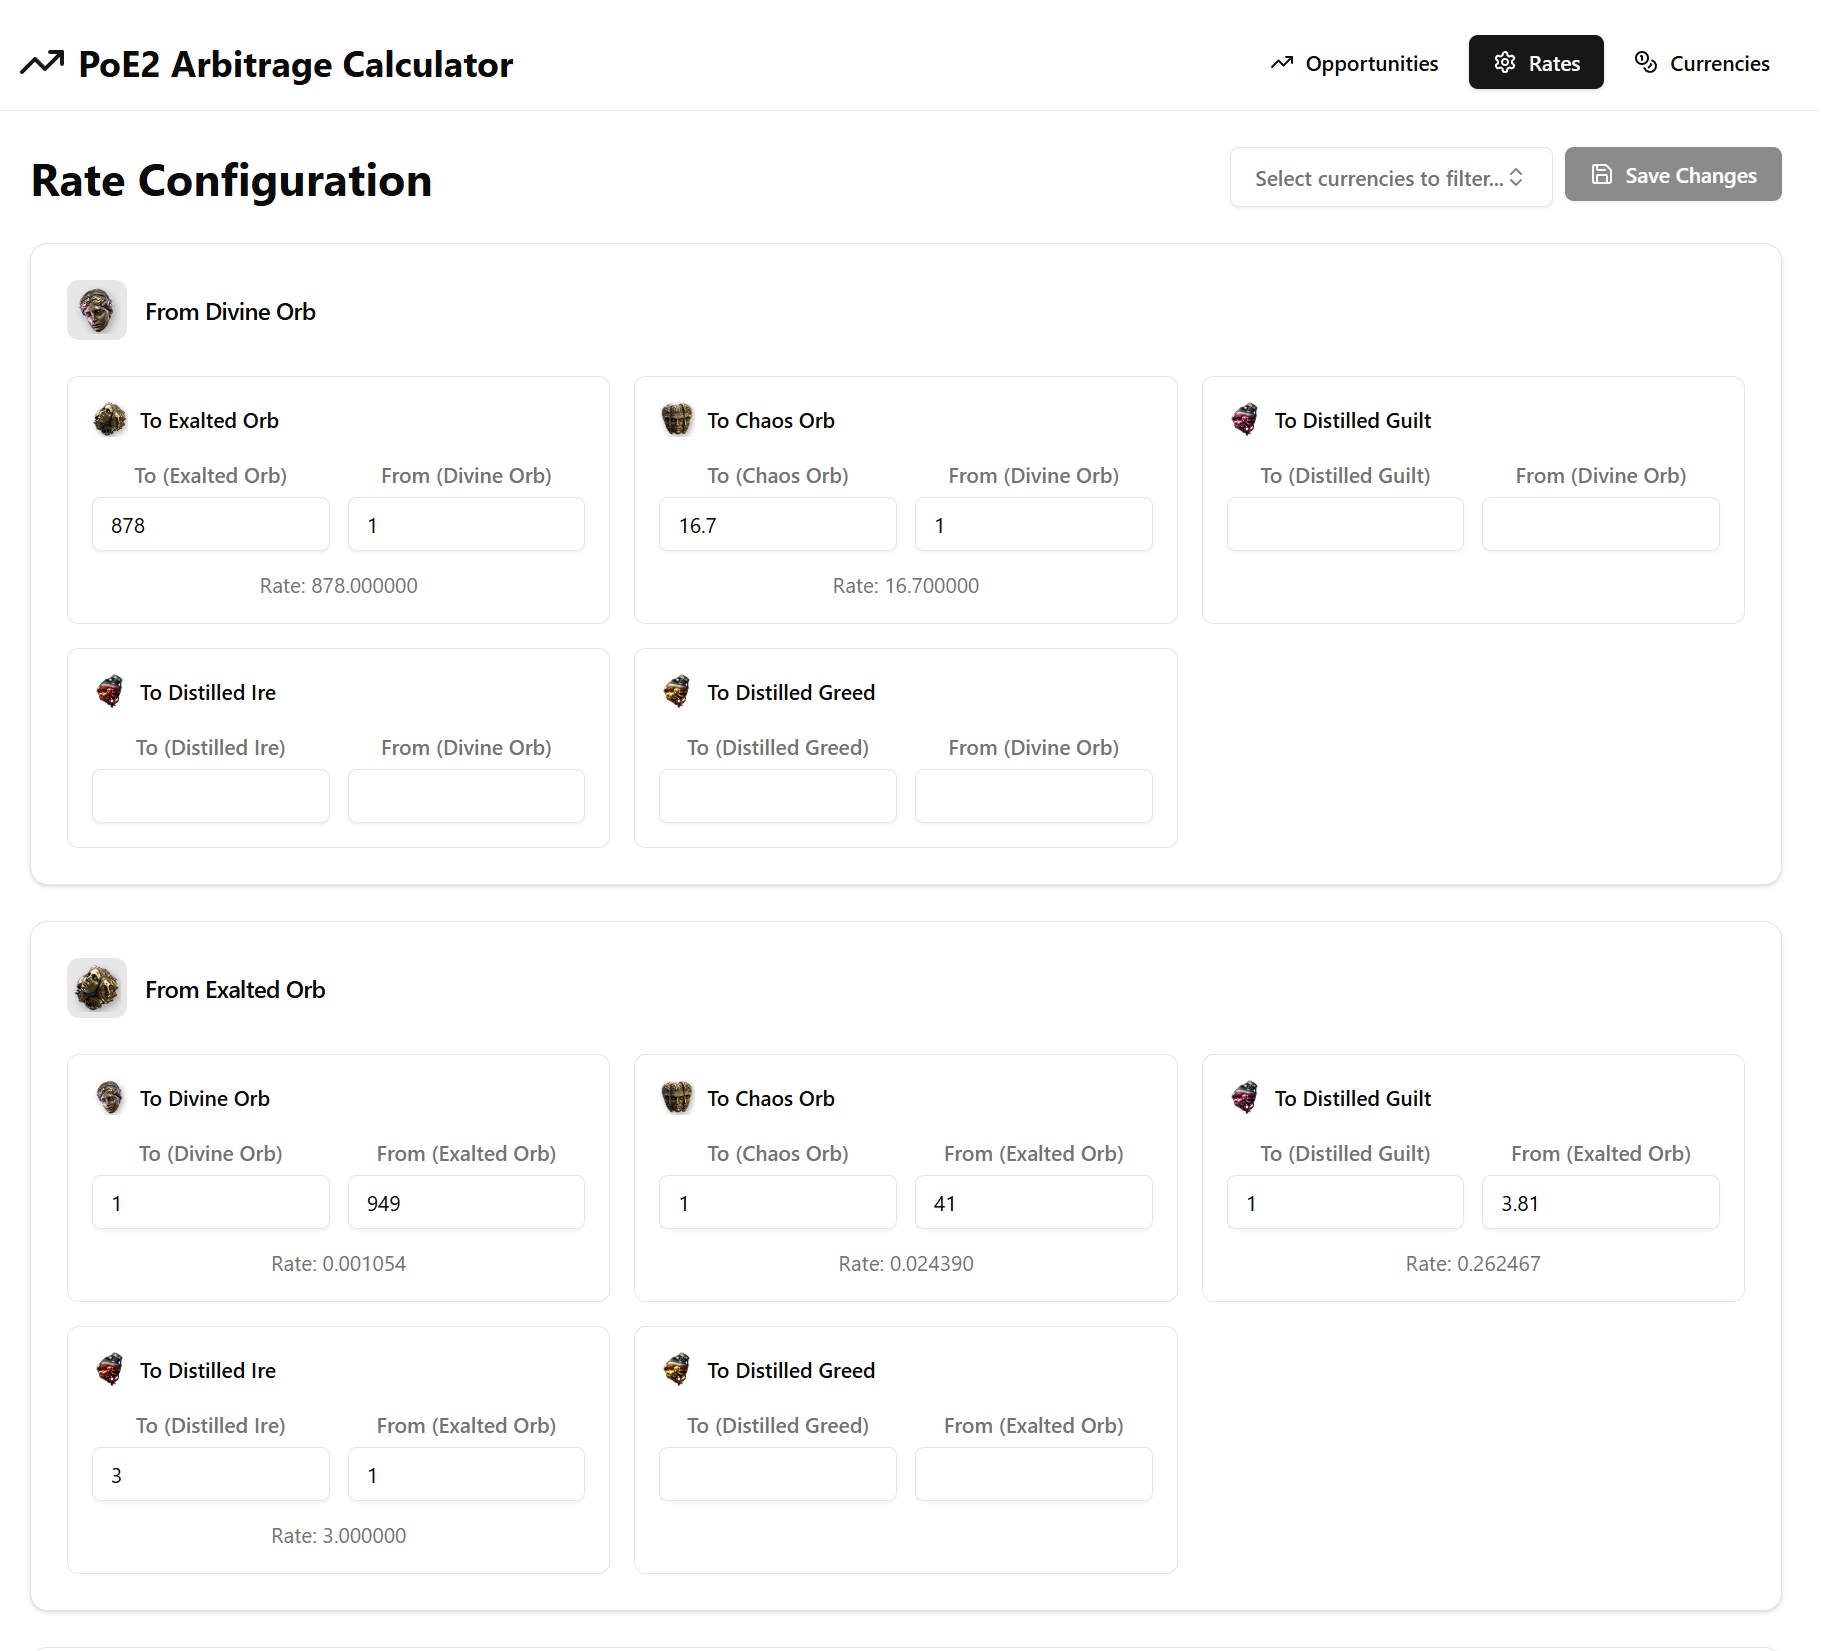 PoE2 Arbitrage Calculator
Opportunities
Rates
Currencies
Rate Configuration
Select currencies to filter...
Save Changes
From Divine Orb
To Exalted Orb
To (Exalted Orb) From (Divine Orb)
878 1
Rate: 878.000000
To Chaos Orb
To (Chaos Orb) From (Divine Orb)
16.7 1
Rate: 16.700000
To Distilled Guilt
To (Distilled Guilt) From (Divine Orb)
To Distilled Ire
To (Distilled Ire) From (Divine Orb)
To Distilled Greed
To (Distilled Greed) From (Divine Orb)
From Exalted Orb
To Divine Orb
To (Divine Orb) From (Exalted Orb)
1 949
Rate: 0.001054
To Chaos Orb
To (Chaos Orb) From (Exalted Orb)
1 41
Rate: 0.024390
To Distilled Guilt
To (Distilled Guilt) From (Exalted Orb)
1 3.81
Rate: 0.262467
To Distilled Ire
To (Distilled Ire) From (Exalted Orb)
3 1
Rate: 3.000000
To Distilled Greed
To (Distilled Greed) From (Exalted Orb)